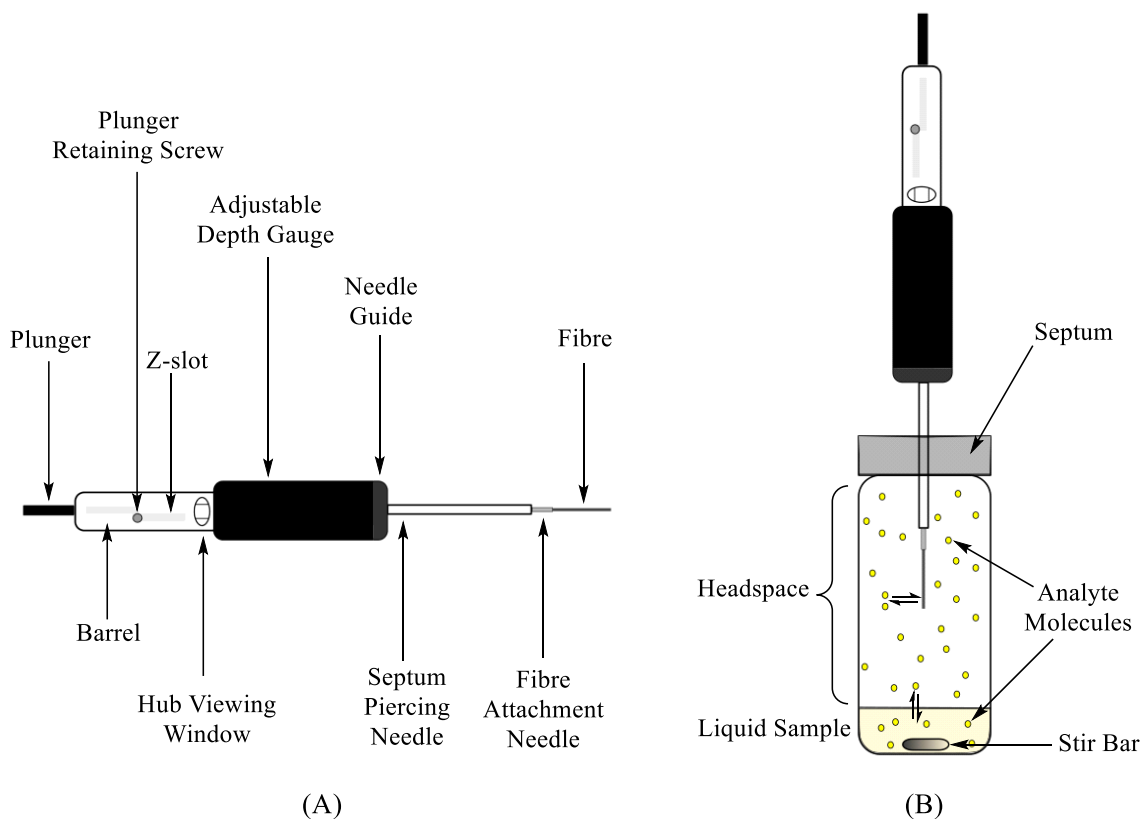 Plunger
Retaining Screw
Adjustable
Depth Gauge
Needle
Guide
Plunger
Z-slot
Fibre
Barrel
Hub Viewing
Window
Septum
Piercing
Needle
Fibre
Attachment
Needle
(A)
Septum
Headspace
Analyte
Molecules
Liquid Sample
Stir Bar
(B)